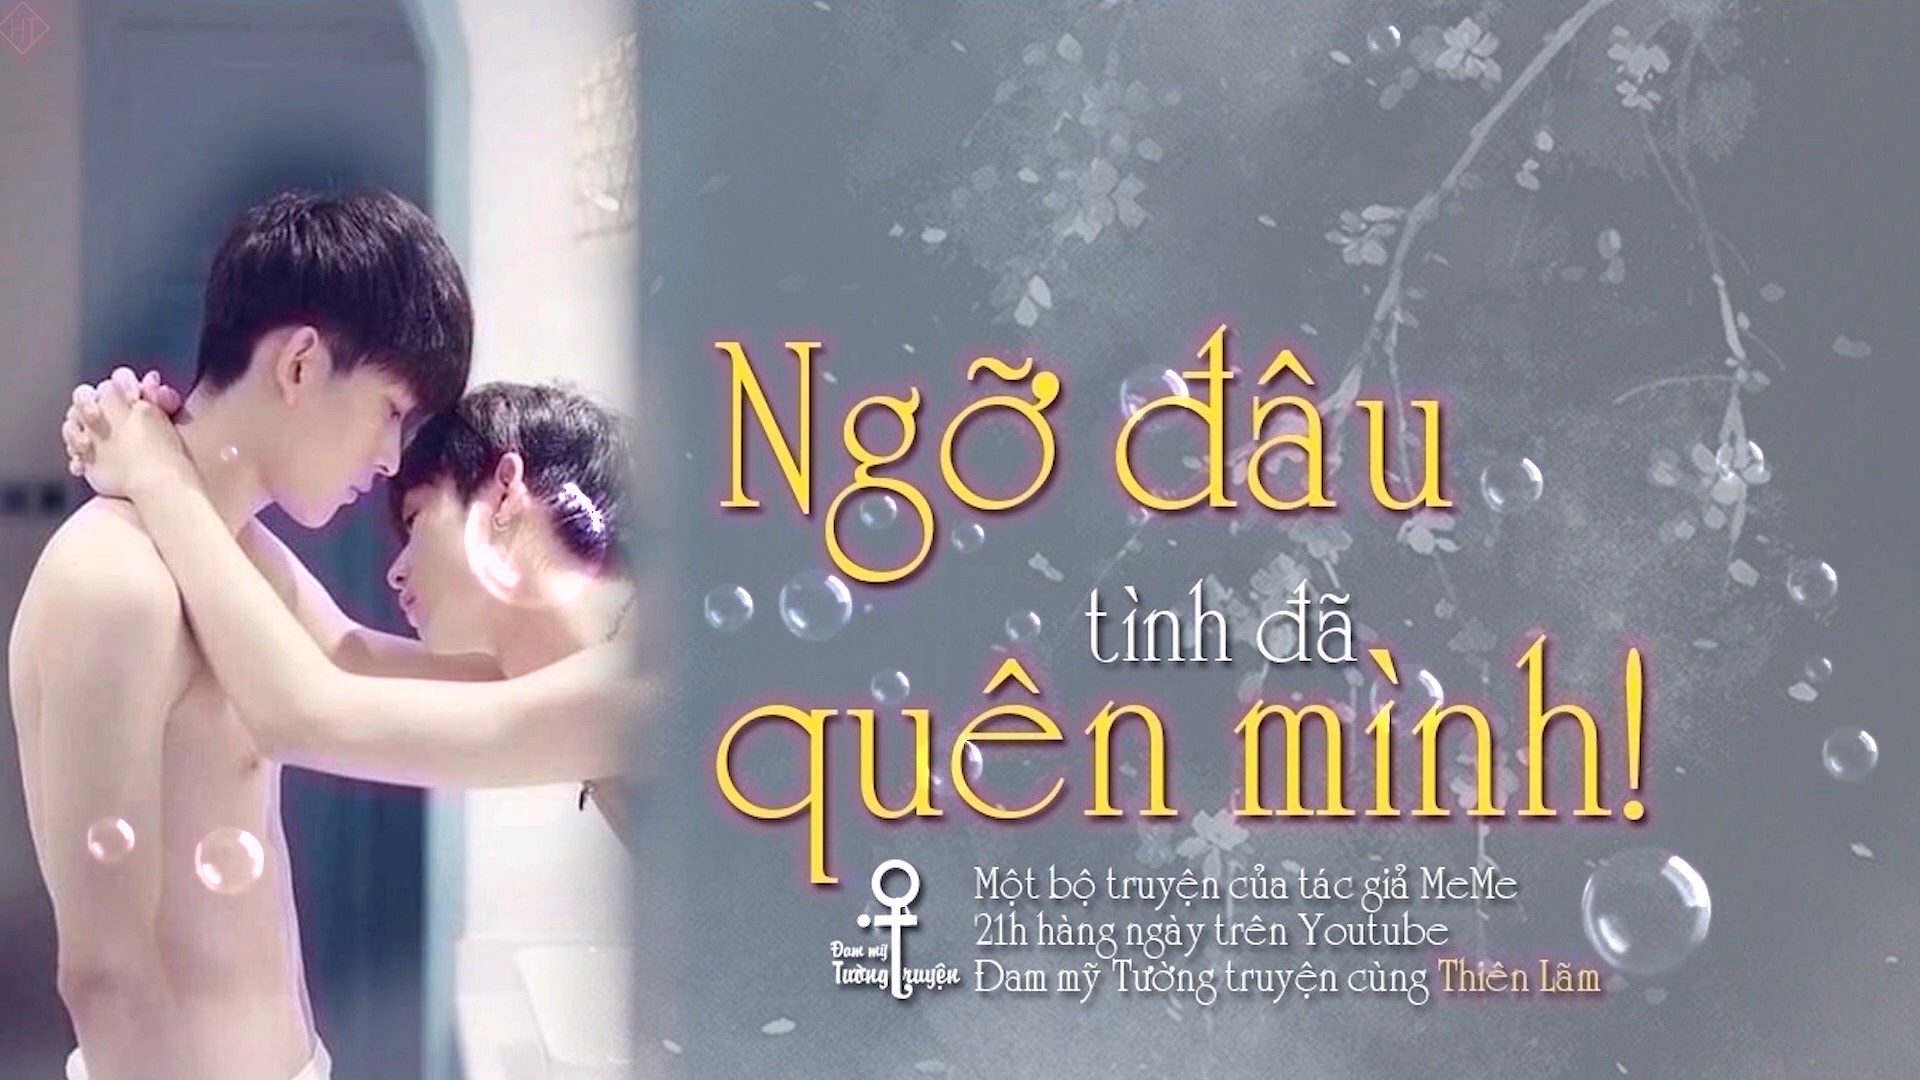 HT
Ngỡ đâu
tình đã
quên mình!
Một bộ truyện của tác giả MeMe
21h hàng ngày trên Youtube
Đam mỹ Tường truyện cùng Thiên Lãm
Đam mỹ
Tường truyện